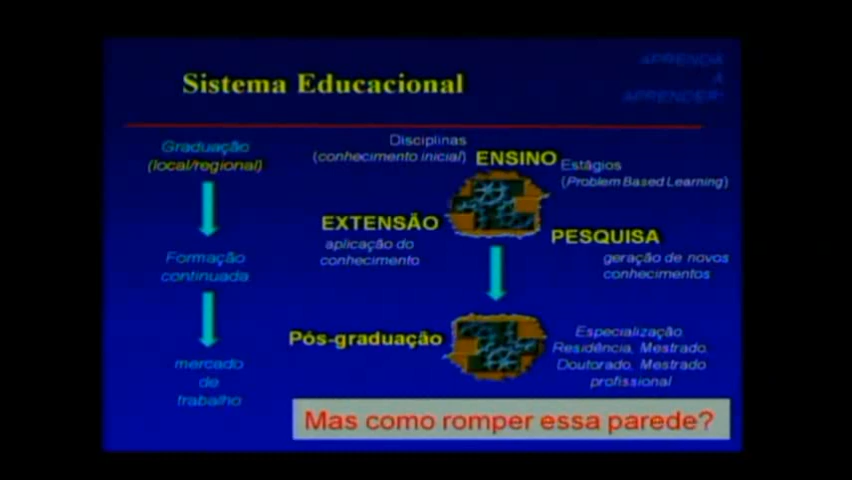 APRENDA
A
APRENDER
Sistema Educacional
Graduação
(local/regional)
Formação
continuada
mercado
de
trabalho
Disciplinas
(conhecimento inicial)
ENSINO
Estágios
(Problem Based Learning)
EXTENSÃO
aplicação do
conhecimento
PESQUISA
geração de novos
conhecimentos
Pós-graduação
Especialização,
Residência, Mestrado,
Doutorado, Mestrado
profissional
Mas como romper essa parede?